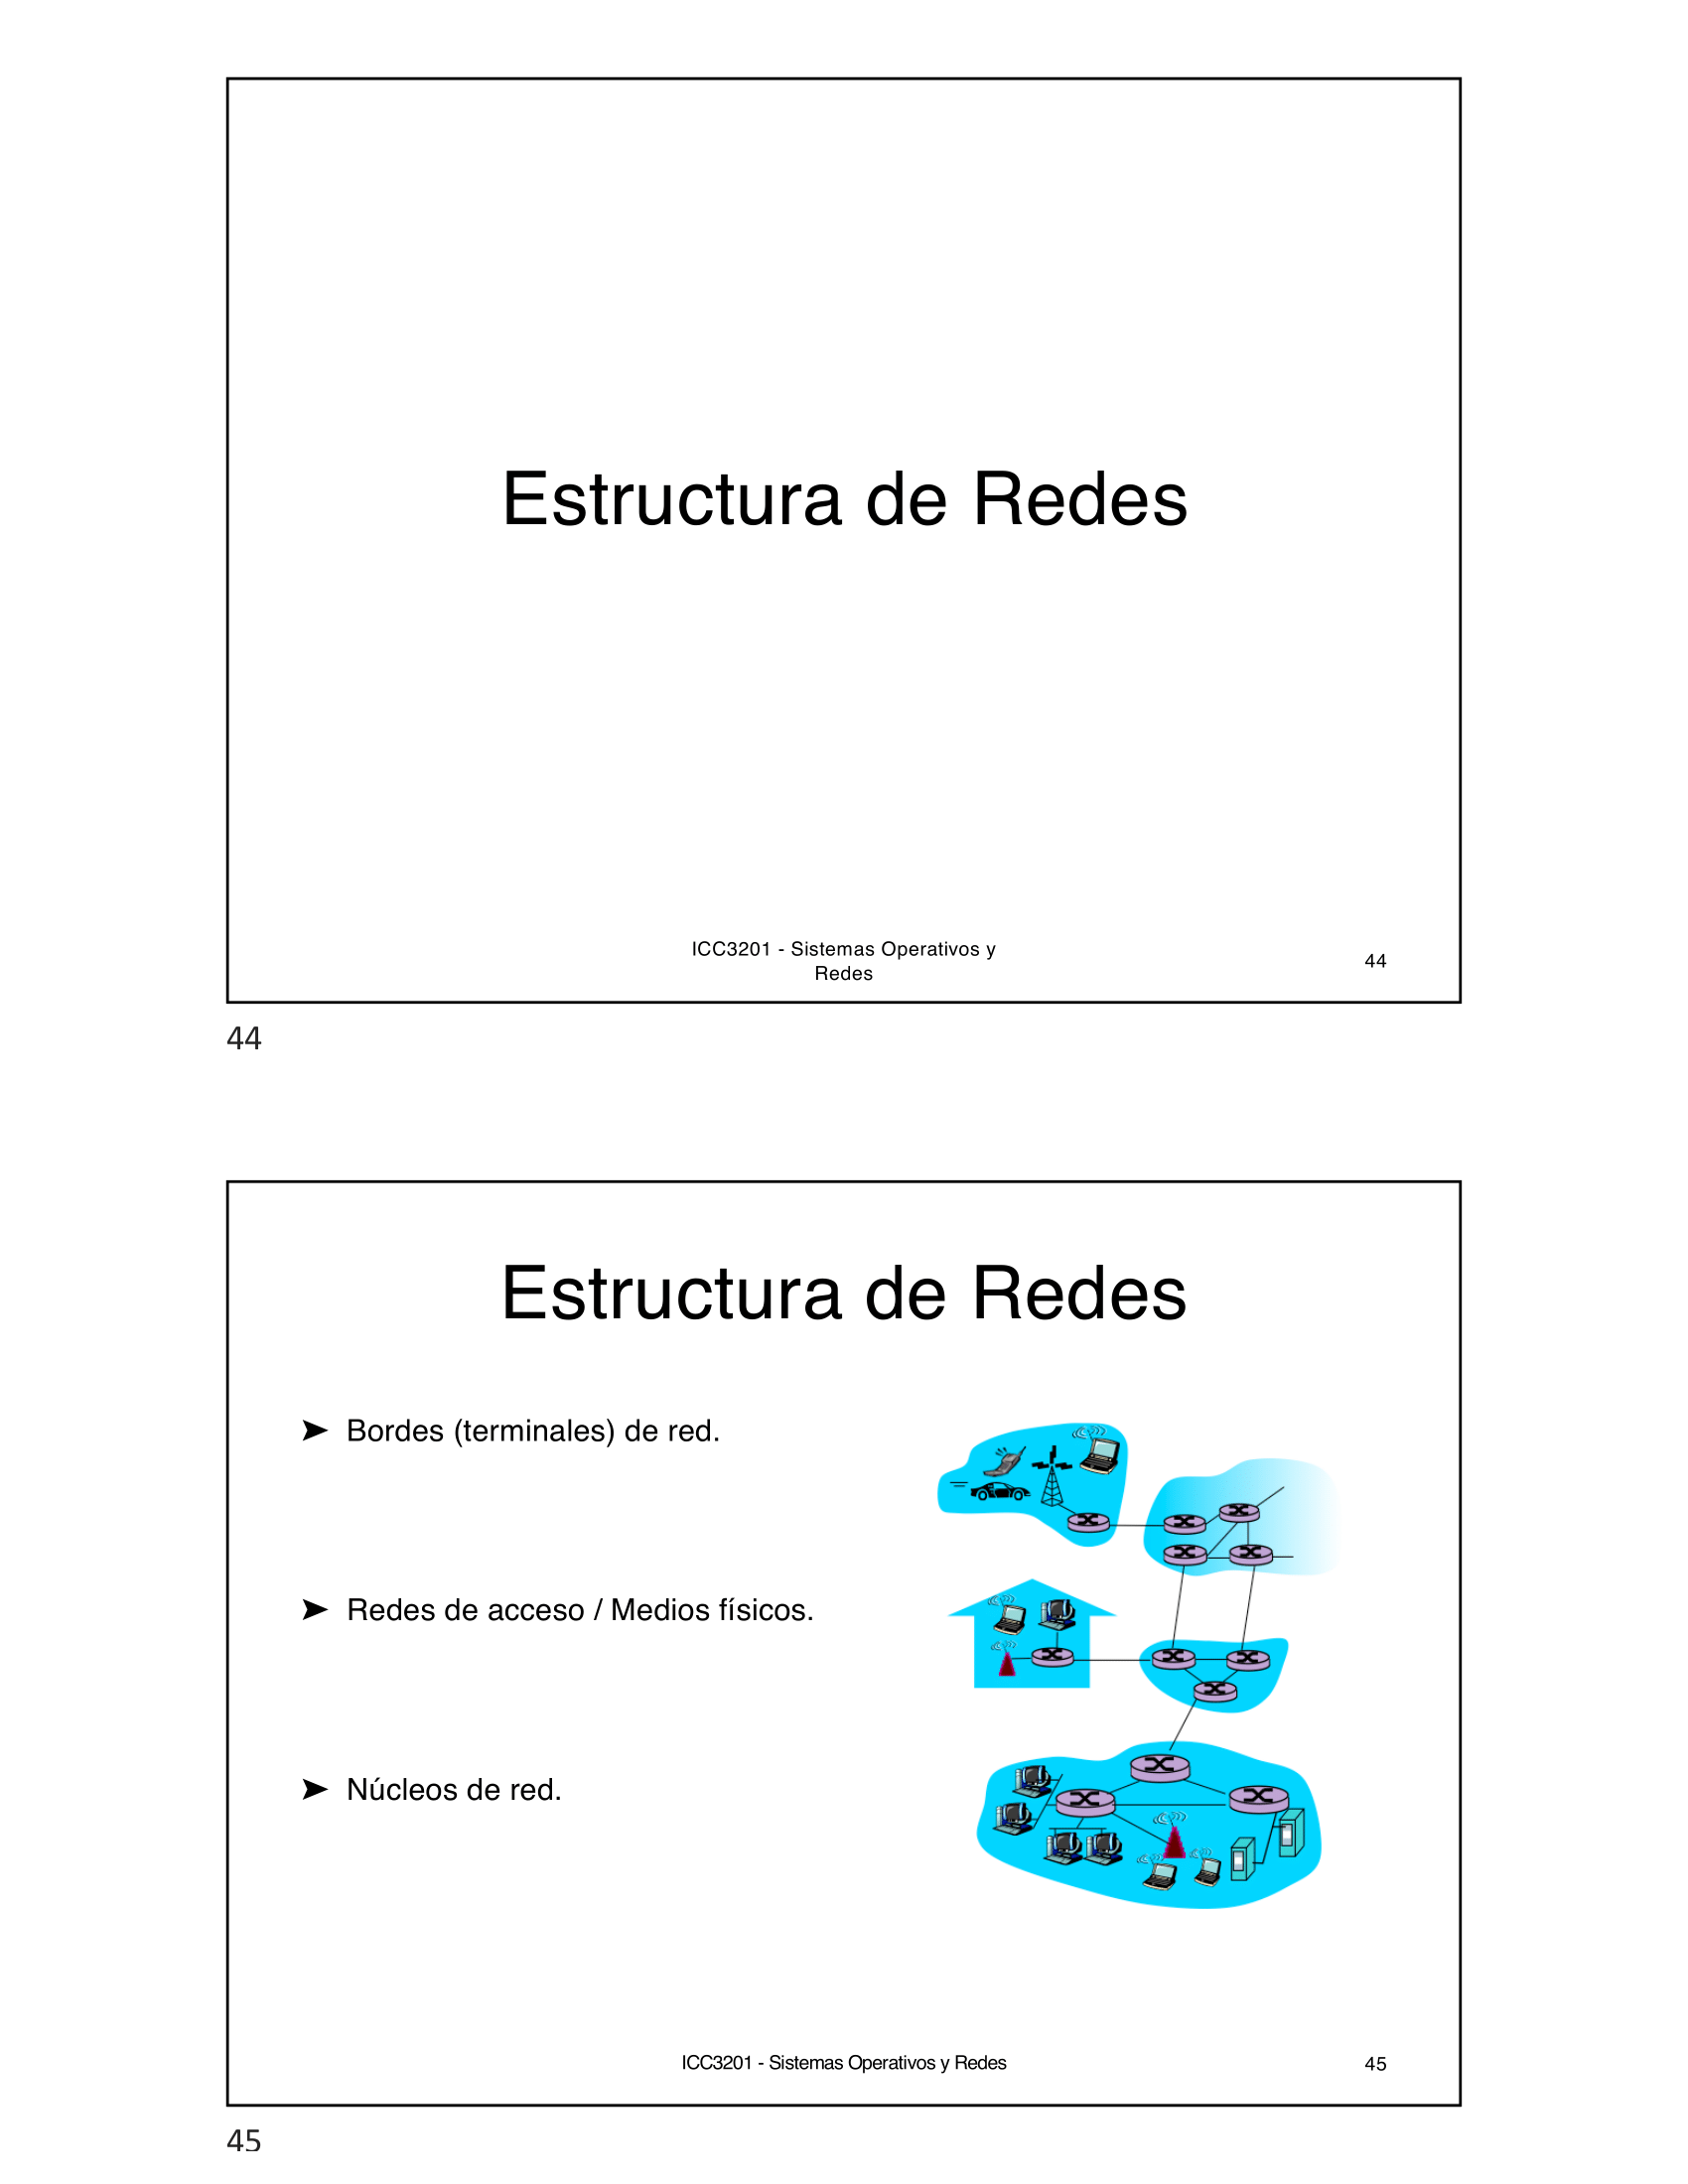 Estructura de Redes
ICC3201 - Sistemas Operativos y
Redes
44
44
Estructura de Redes
➤ Bordes (terminales) de red.
➤ Redes de acceso / Medios físicos.
➤ Núcleos de red.
ICC3201 - Sistemas Operativos y Redes
45
45